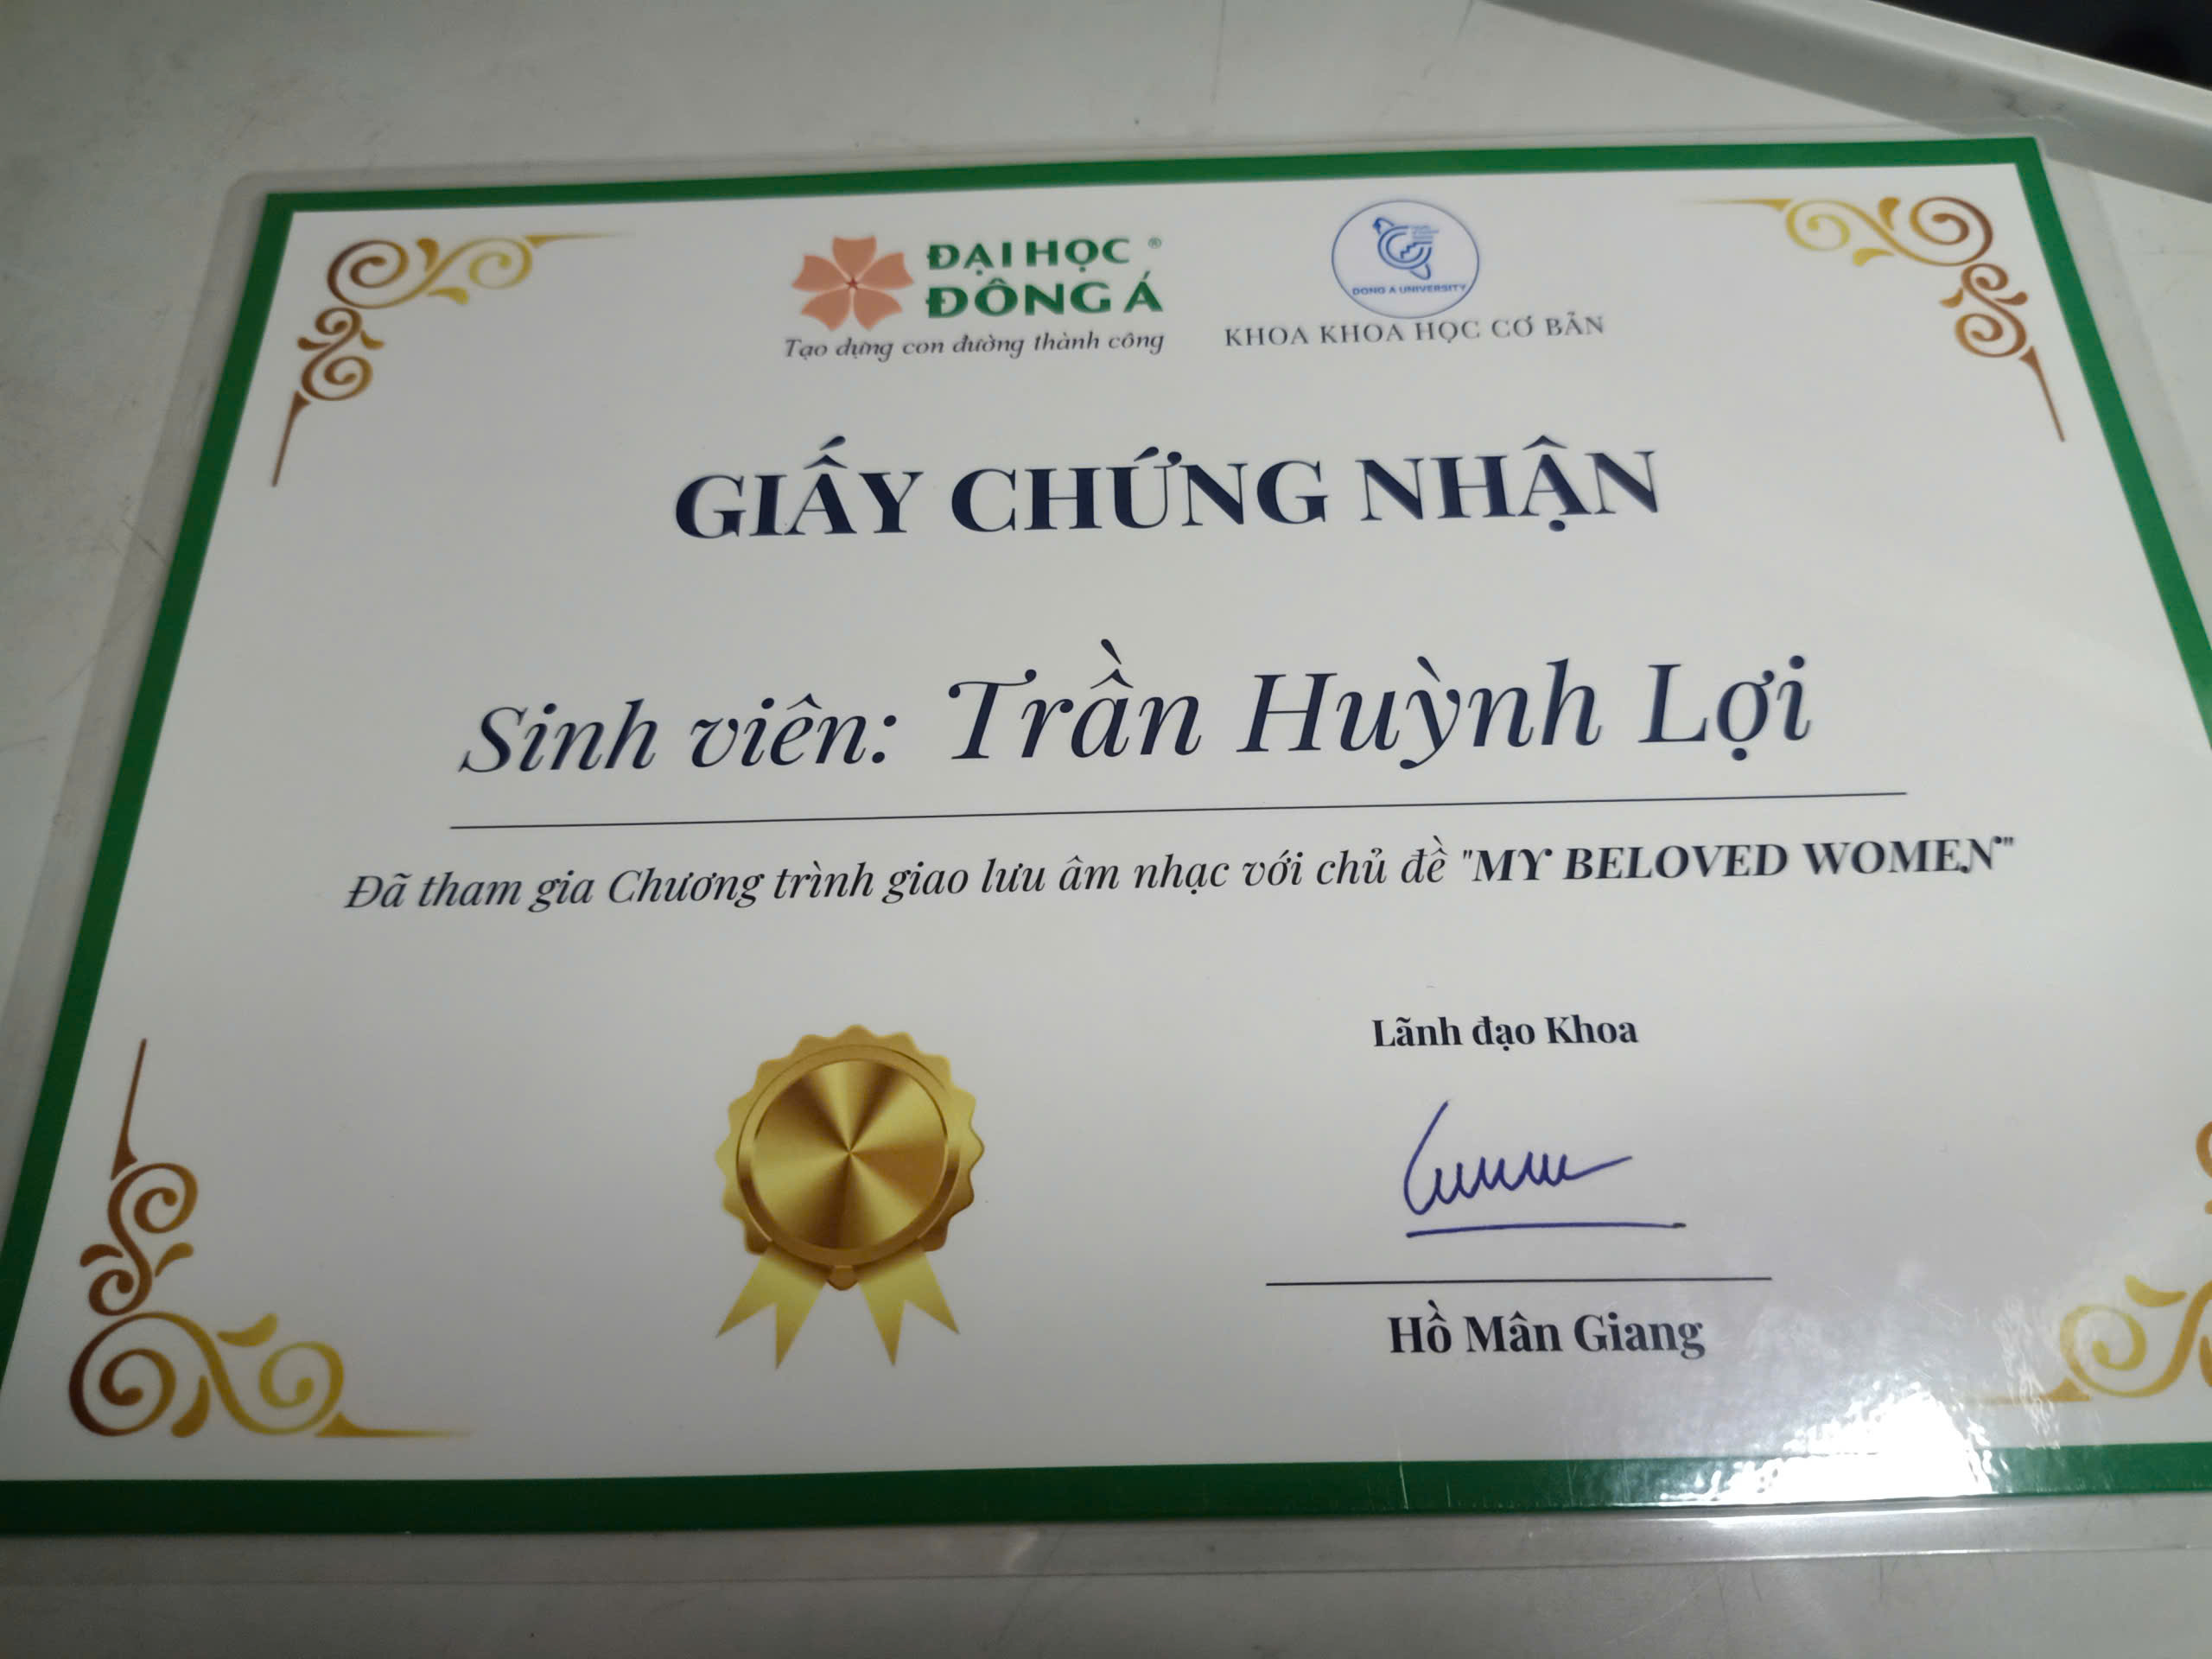 ĐẠI HỌC ®
ĐÔNG Á
Tạo dựng con đường thành công
DONG A UNIVERSITY
KHOA KHOA HỌC CƠ BẢN
GIẤY CHỨNG NHẬN
Sinh viên: Trần Huỳnh Lợi
Đã tham gia Chương trình giao lưu âm nhạc với chủ đề "MY BELOVED WOMEN"
Lãnh đạo Khoa
Hồ Mân Giang